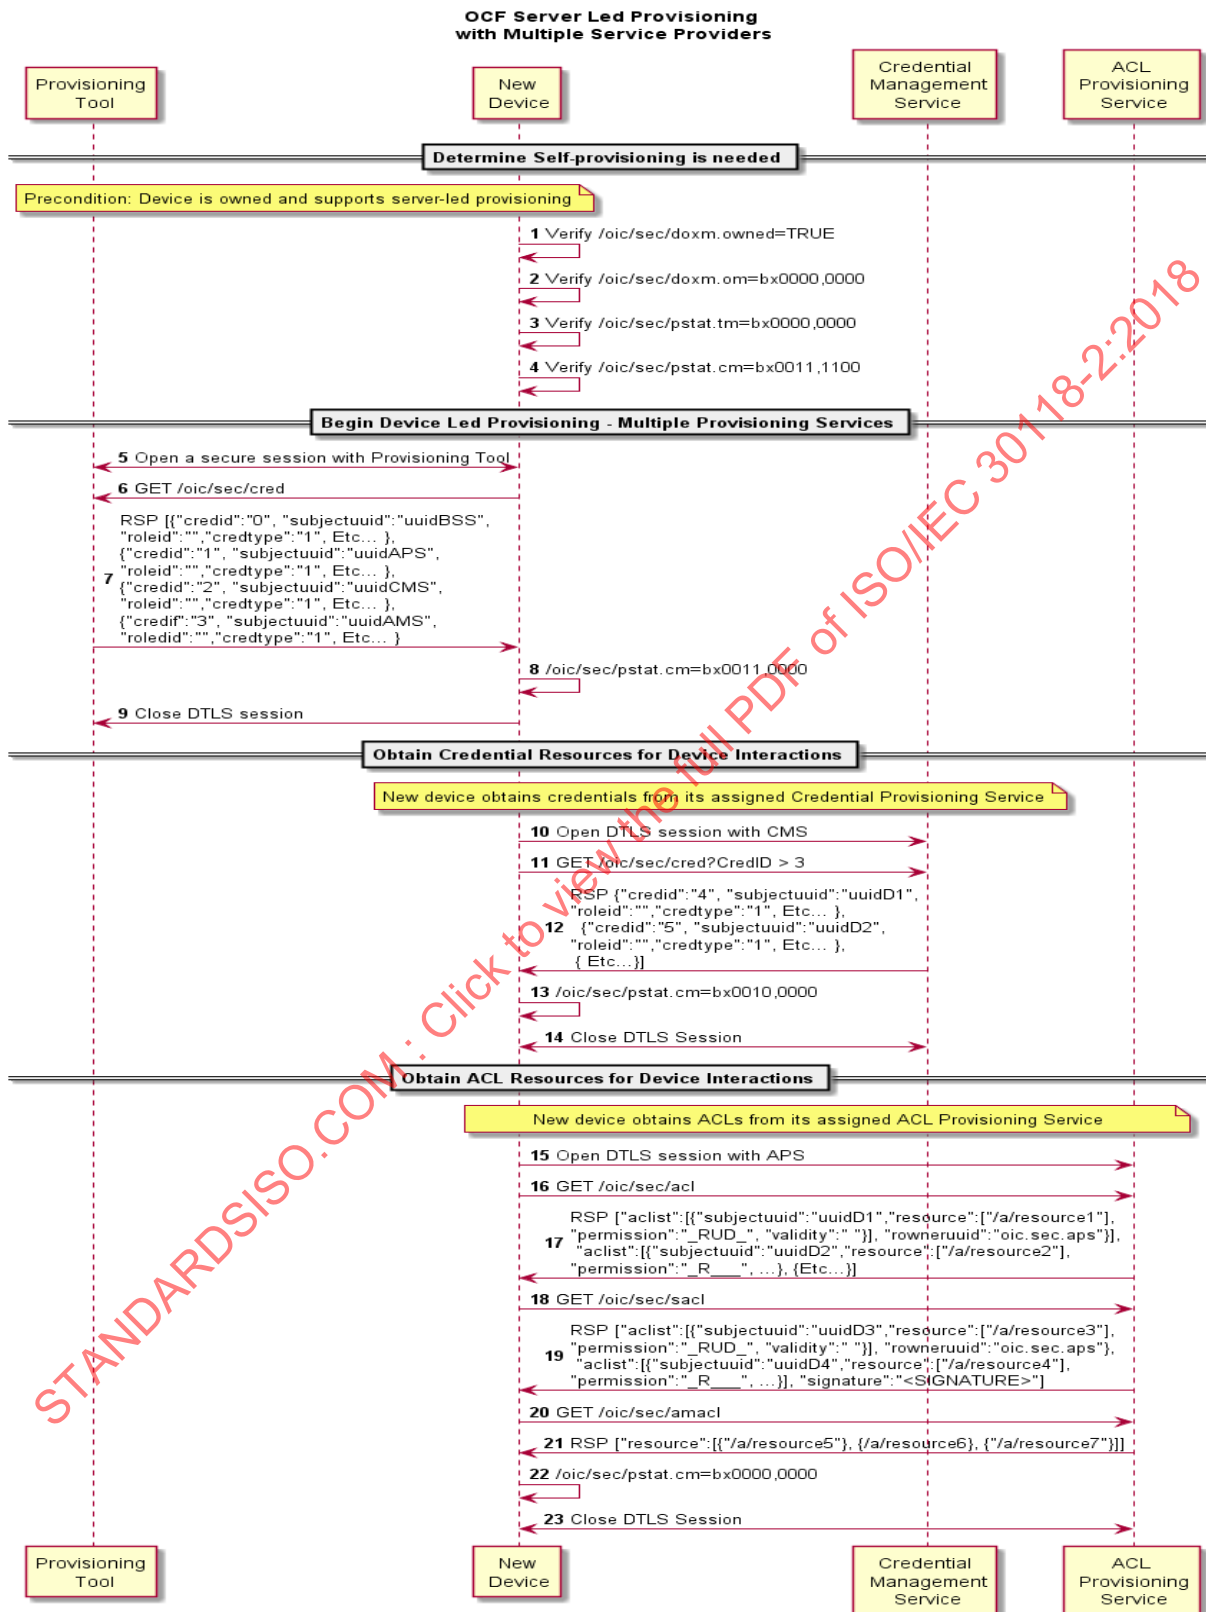 OCF Server Led Provisioning
with Multiple Service Providers
Provisioning
Tool
New
Device
Credential
Management
Service
ACL
Provisioning
Service
Determine Self-provisioning is needed
Precondition: Device is owned and supports server-led provisioning
1 Verify /oic/sec/doxm.owned=TRUE
2 Verify /oic/sec/doxm.om=bx0000,0000
3 Verify /oic/sec/pstat.tm=bx0000,0000
4 Verify /oic/sec/pstat.cm=bx0011,1100
Begin Device Led Provisioning - Multiple Provisioning Services
5 Open a secure session with Provisioning Tool
6 GET /oic/sec/cred
RSP [{"credid":"0", "subjectuuid":"uuidBSS",
"roleid":"","credtype":"1", Etc... },
{"credid":"1", "subjectuuid":"uuidAPS",
"roleid":"","credtype":"1", Etc... },
7
{"credid":"2", "subjectuuid":"uuidCMS",
"roleid":"","credtype":"1", Etc... },
{"credif":"3", "subjectuuid":"uuidAMS",
"roledid":"","credtype":"1", Etc... }
8 /oic/sec/pstat.cm=bx0011,0000
9 Close DTLS session
Obtain Credential Resources for Device Interactions
New device obtains credentials from its assigned Credential Provisioning Service
10 Open DTLS session with CMS
11 GET /oic/sec/cred?CredID > 3
RSP {"credid":"4", "subjectuuid":"uuidD1",
"roleid":"","credtype":"1", Etc... },
12 {"credid":"5", "subjectuuid":"uuidD2",
"roleid":"","credtype":"1", Etc... },
{ Etc...}]
13 /oic/sec/pstat.cm=bx0010,0000
14 Close DTLS Session
Obtain ACL Resources for Device Interactions
New device obtains ACLs from its assigned ACL Provisioning Service
15 Open DTLS session with APS
16 GET /oic/sec/acl
RSP ["aclist":[{"subjectuuid":"uuidD1","resource":["/a/resource1"],
"permission":"_RUD_", "validity":" "}], "rowneruuid":"oic.sec.aps"}],
17 "aclist":[{"subjectuuid":"uuidD2","resource":["/a/resource2"],
"permission":"_R___", ...}, {Etc...}]
18 GET /oic/sec/sacl
RSP ["aclist":[{"subjectuuid":"uuidD3","resource":["/a/resource3"],
"permission":"_RUD_", "validity":" "}], "rowneruuid":"oic.sec.aps"},
19 "aclist":[{"subjectuuid":"uuidD4","resource":["/a/resource4"],
"permission":"_R___", ...}], "signature":"<SIGNATURE>"]
20 GET /oic/sec/amacl
21 RSP ["resource":[{"/a/resource5"}, {/a/resource6}, {"/a/resource7"}]]
22 /oic/sec/pstat.cm=bx0000,0000
23 Close DTLS Session
Provisioning
Tool
New
Device
Credential
Management
Service
ACL
Provisioning
Service
STANDARDSISO.COM : Click to view the full PDF of ISO/IEC 30118-2:2018